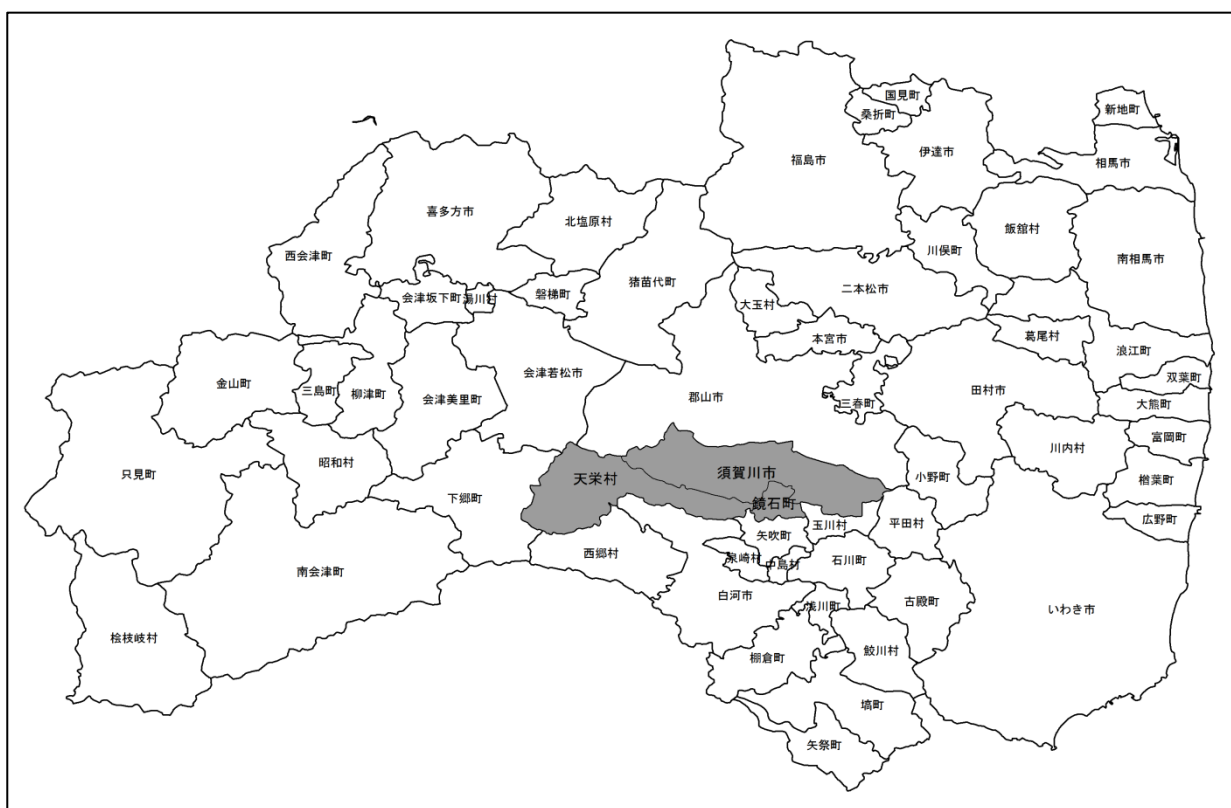 国見町
桑折町
新地町
福島市
伊達市
相馬市
喜多方市
北塩原村
飯舘村
川俣町
西会津町
南相馬市
猪苗代町
二本松市
会津坂下町
湯川村
磐梯町
大玉村
本宮市
葛尾村
浪江町
金山町
三島町
柳津町
会津美里町
会津若松市
郡山市
三春町
田村市
双葉町
大熊町
富岡町
川内村
只見町
昭和村
下郷町
天栄村
須賀川市
鏡石町
小野町
楢葉町
広野町
玉川村
平田村
矢吹町
西郷村
泉崎村
中島村
石川町
南会津町
白河市
浅川町
古殿町
いわき市
桧枝岐村
棚倉町
鮫川村
塙町
矢祭町